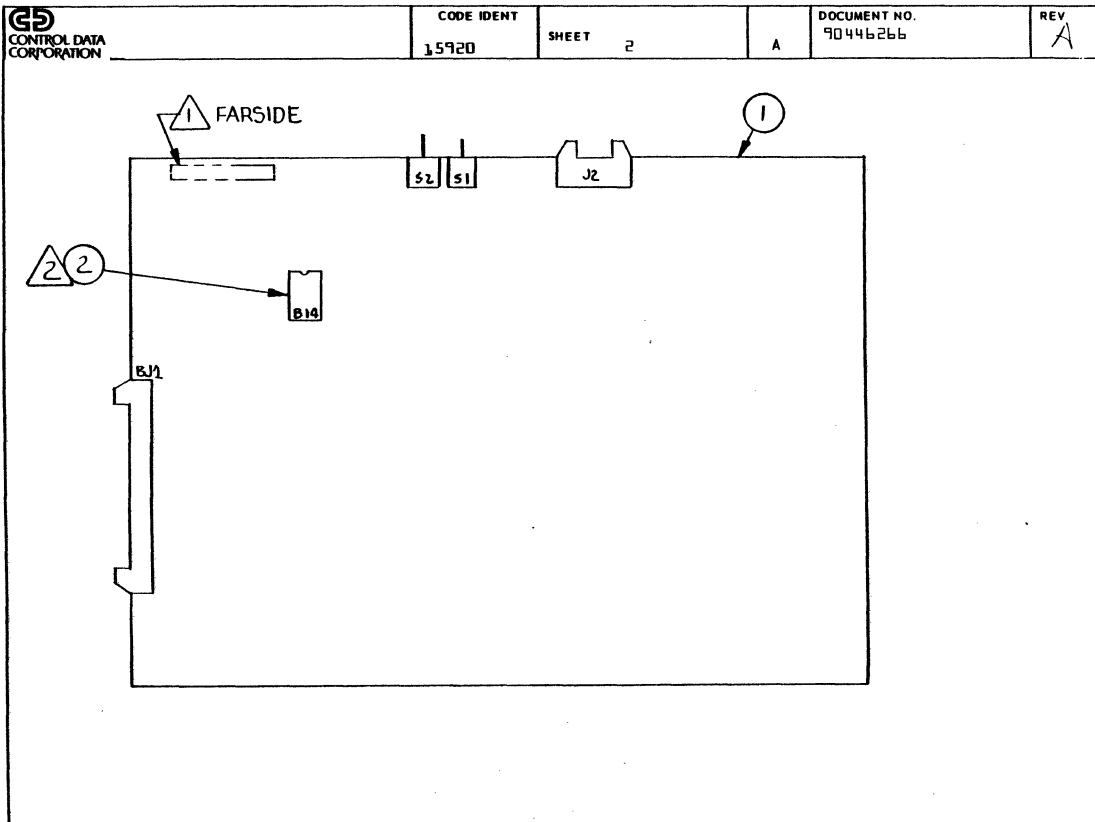 CONTROL DATA
CORPORATION
CODE IDENT
15920
SHEET 2
A
DOCUMENT NO.
90446266
REV
A
1 FARSIDE
1
S2 S1
J2
2 2
B14
BJ1